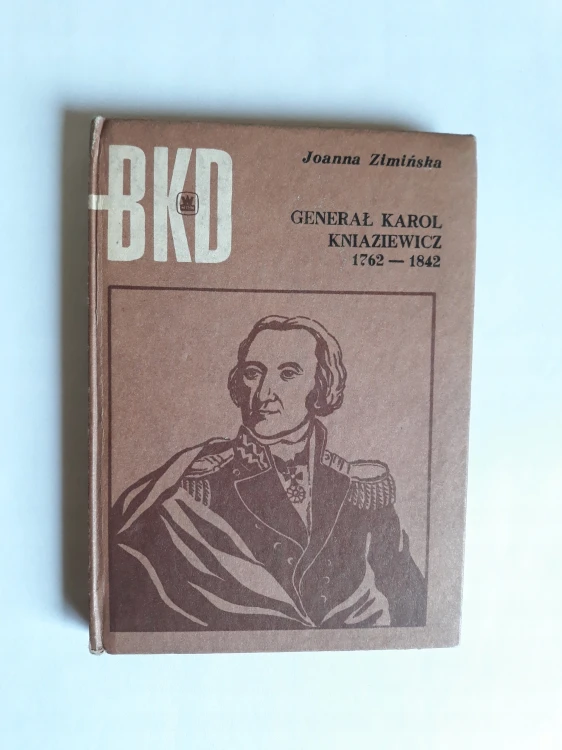 BKD
Joanna Zimińska
GENERAŁ KAROL
KNIAZIEWICZ
1762 — 1842